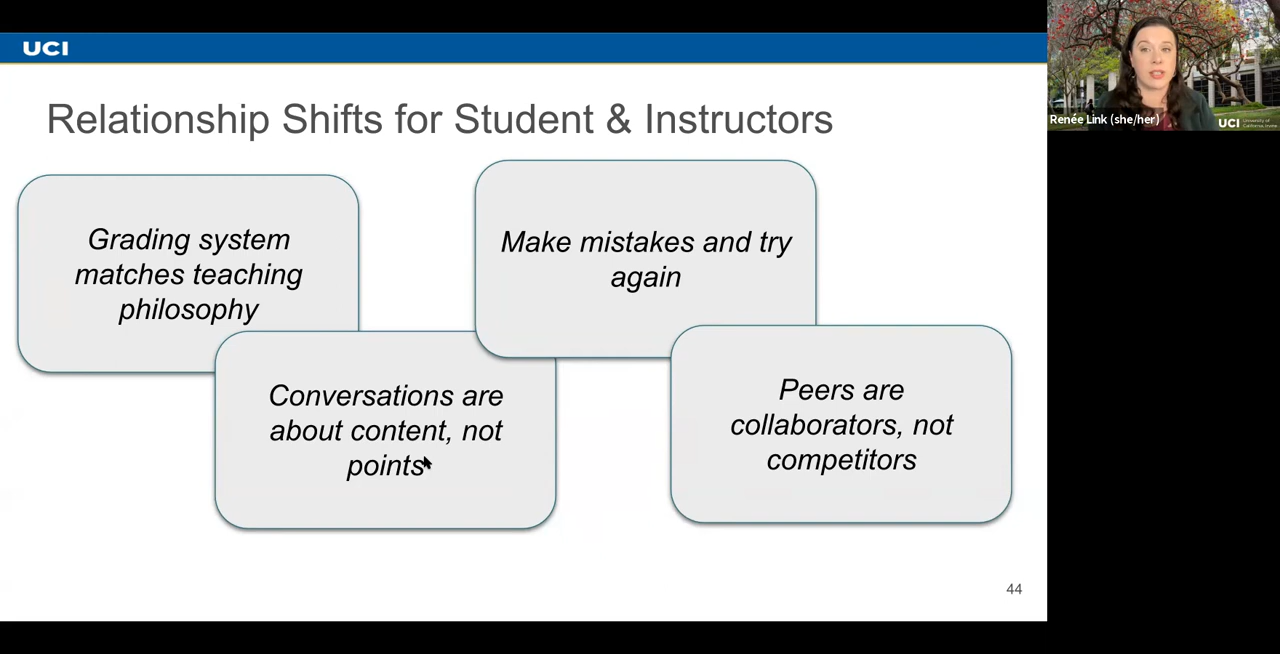 UCI
Relationship Shifts for Student & Instructors
Grading system
matches teaching
philosophy
Conversations are
about content, not
points
Make mistakes and try
again
Peers are
collaborators, not
competitors
44
Renée Link (she/her)
UCI